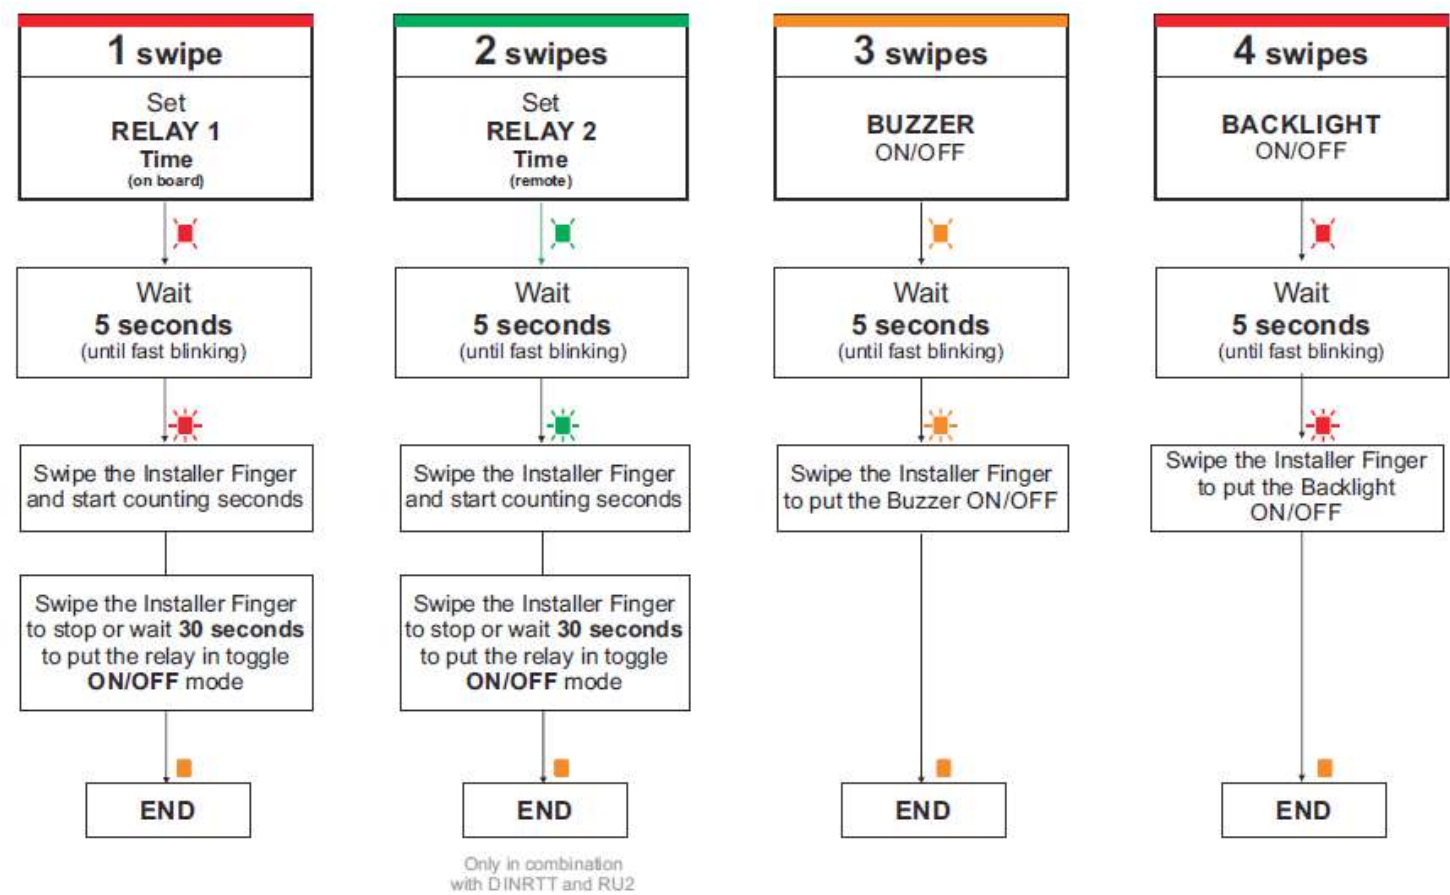 1 swipe
Set
RELAY 1
Time
(on board)
Wait
5 seconds
(until fast blinking)
Swipe the Installer Finger
and start counting seconds
Swipe the Installer Finger
to stop or wait 30 seconds
to put the relay in toggle
ON/OFF mode
END
2 swipes
Set
RELAY 2
Time
(remote)
Wait
5 seconds
(until fast blinking)
Swipe the Installer Finger
and start counting seconds
Swipe the Installer Finger
to stop or wait 30 seconds
to put the relay in toggle
ON/OFF mode
END
Only in combination
with DINRTT and RU2
3 swipes
BUZZER
ON/OFF
Wait
5 seconds
(until fast blinking)
Swipe the Installer Finger
to put the Buzzer ON/OFF
END
4 swipes
BACKLIGHT
ON/OFF
Wait
5 seconds
(until fast blinking)
Swipe the Installer Finger
to put the Backlight
ON/OFF
END